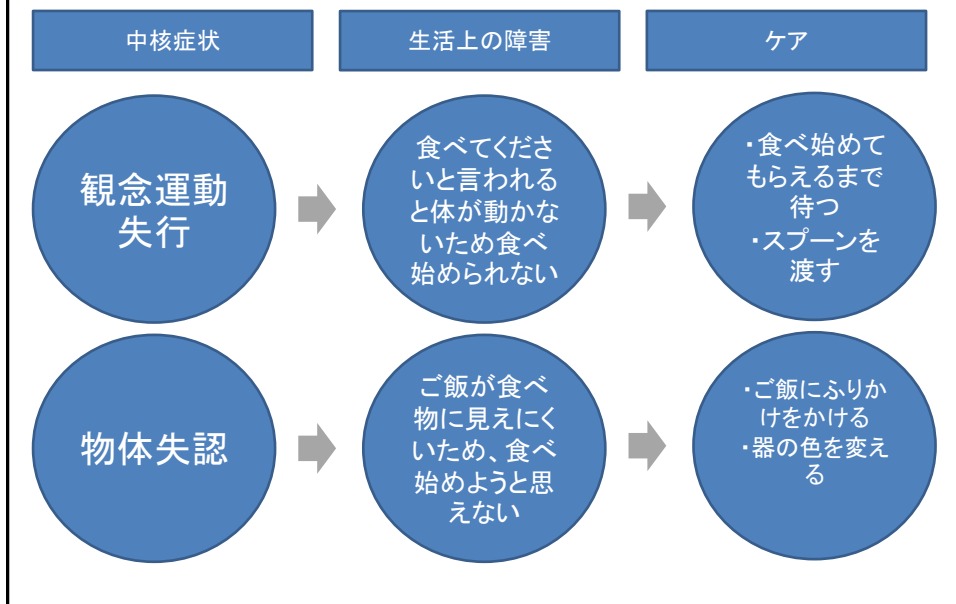 中核症状
生活上の障害
ケア
観念運動
失行
食べてくださ
いと言われる
と体が動かな
いため食べ
始められない
・食べ始めて
もらえるまで
待つ
・スプーンを
渡す
物体失認
ご飯が食べ
物に見えにく
いため、食べ
始めようと思
えない
・ご飯にふりか
けをかける
・器の色を変え
る